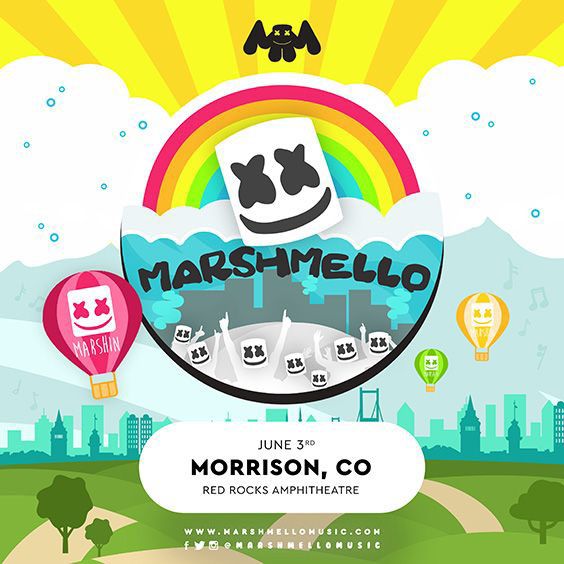 MARSHMELLO
MARSHIN
JUNE 3RD
MORRISON, CO
RED ROCKS AMPHITHEATRE
WWW.MARSHMELLOMUSIC.COM
@MARSHMELLOMUSIC